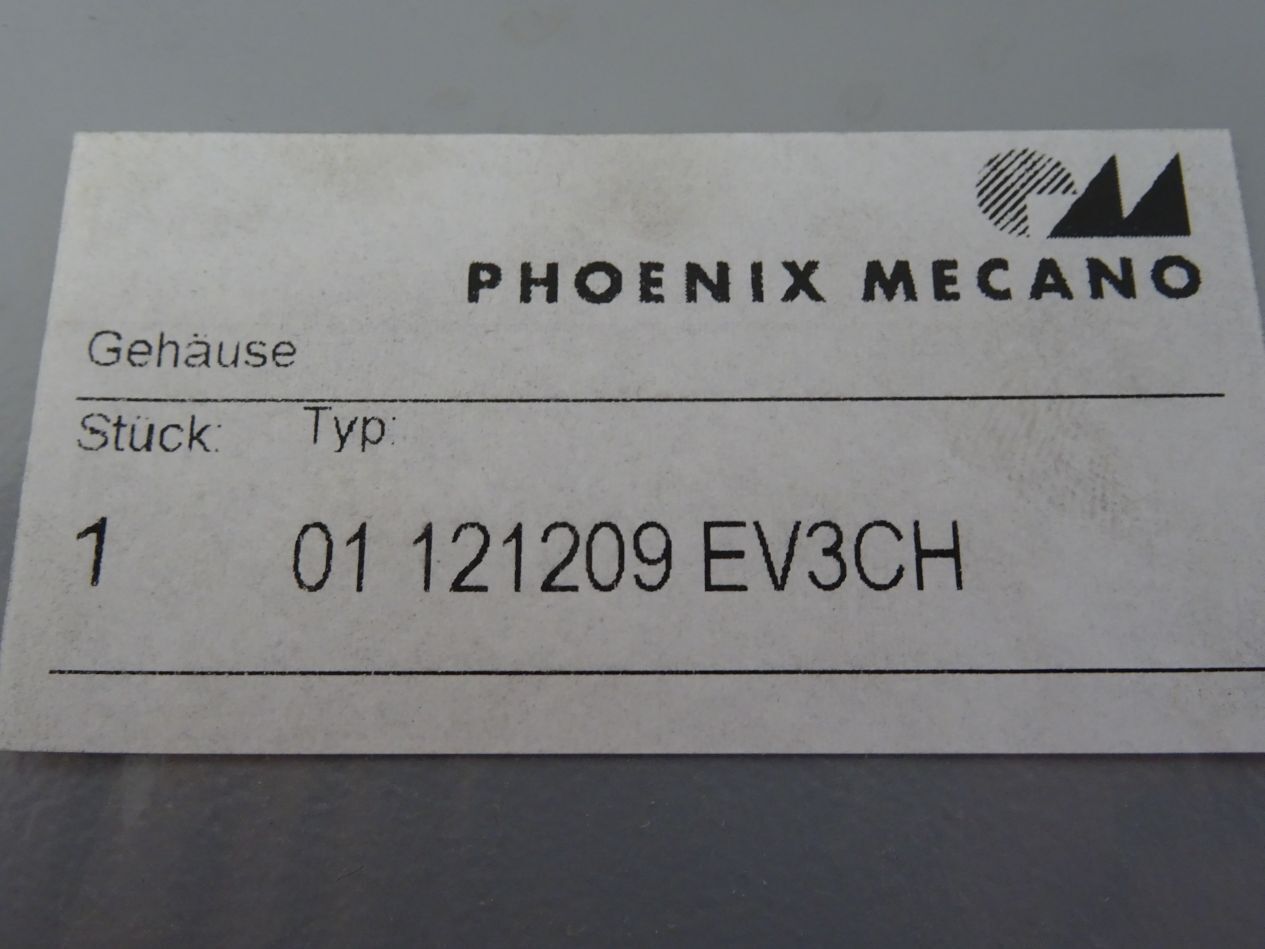 PHOENIX MECANO
Gehäuse
Stück: Typ:
1 01 121209 EV3CH